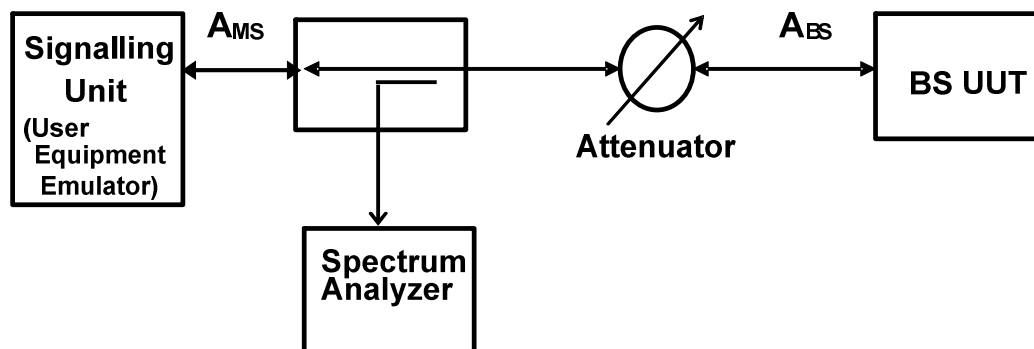 Signalling
Unit
(User
Equipment
Emulator)
AMS
ABS
Attenuator
BS UUT
Spectrum
Analyzer